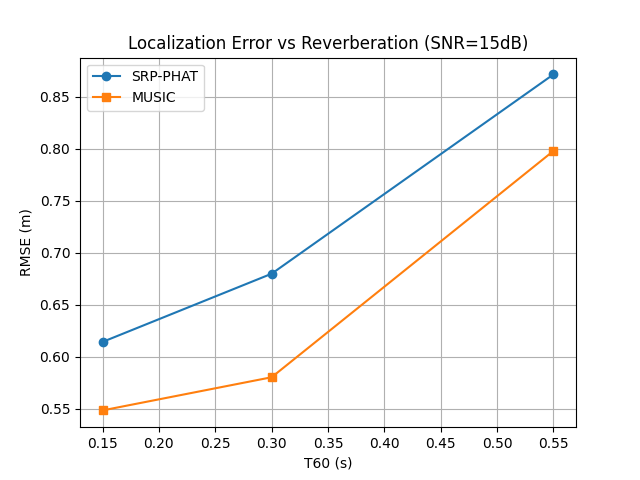 Localization Error vs Reverberation (SNR=15dB)
SRP-PHAT
MUSIC
RMSE (m)
0.85
0.80
0.75
0.70
0.65
0.60
0.55
0.15 0.20 0.25 0.30 0.35 0.40 0.45 0.50 0.55
T60 (s)